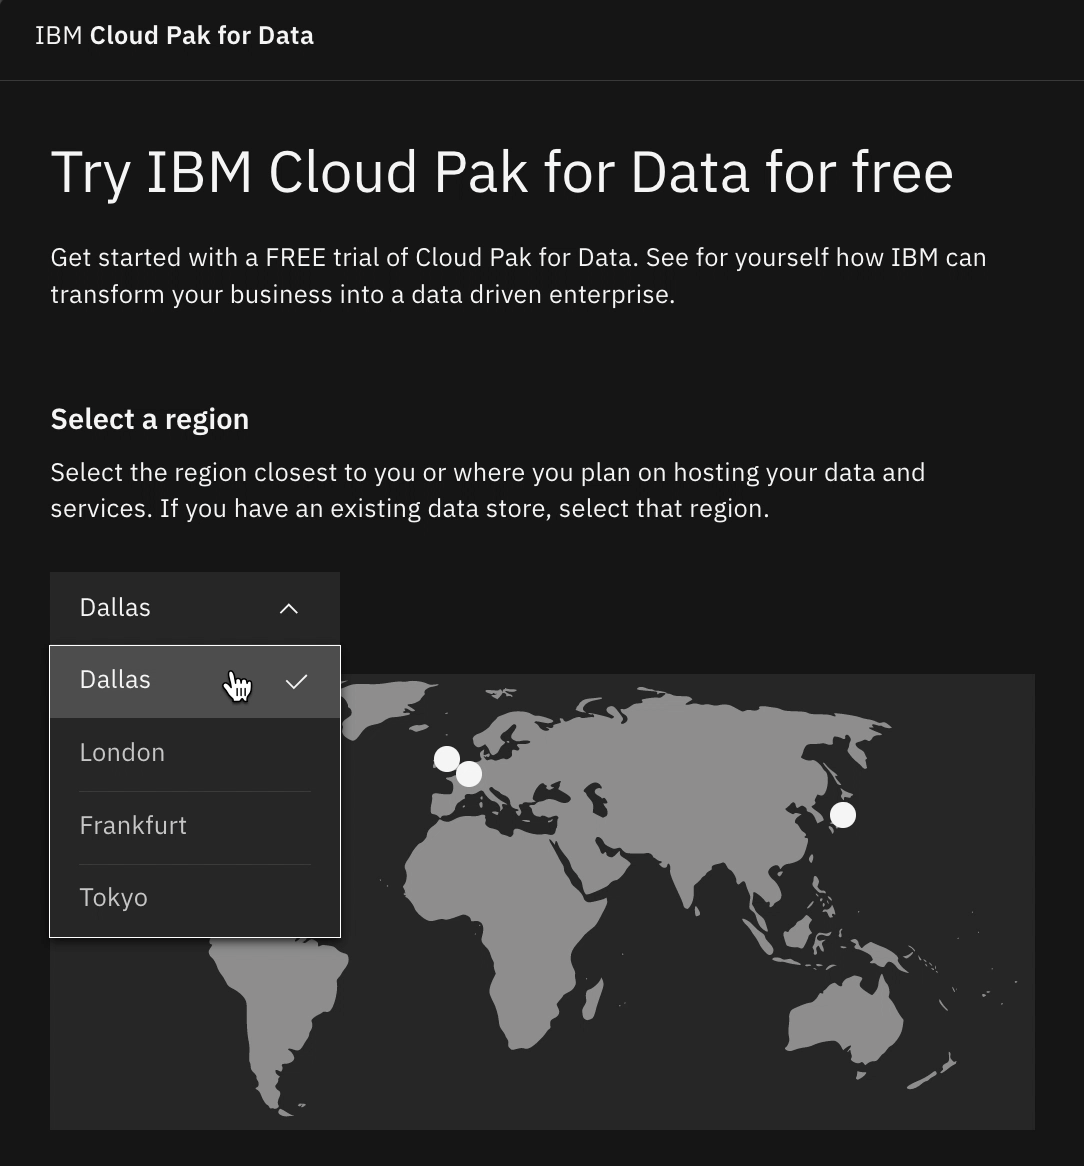 IBM Cloud Pak for Data
Try IBM Cloud Pak for Data for free
Get started with a FREE trial of Cloud Pak for Data. See for yourself how IBM can
transform your business into a data driven enterprise.
Select a region
Select the region closest to you or where you plan on hosting your data and
services. If you have an existing data store, select that region.
Dallas
Dallas
London
Frankfurt
Tokyo